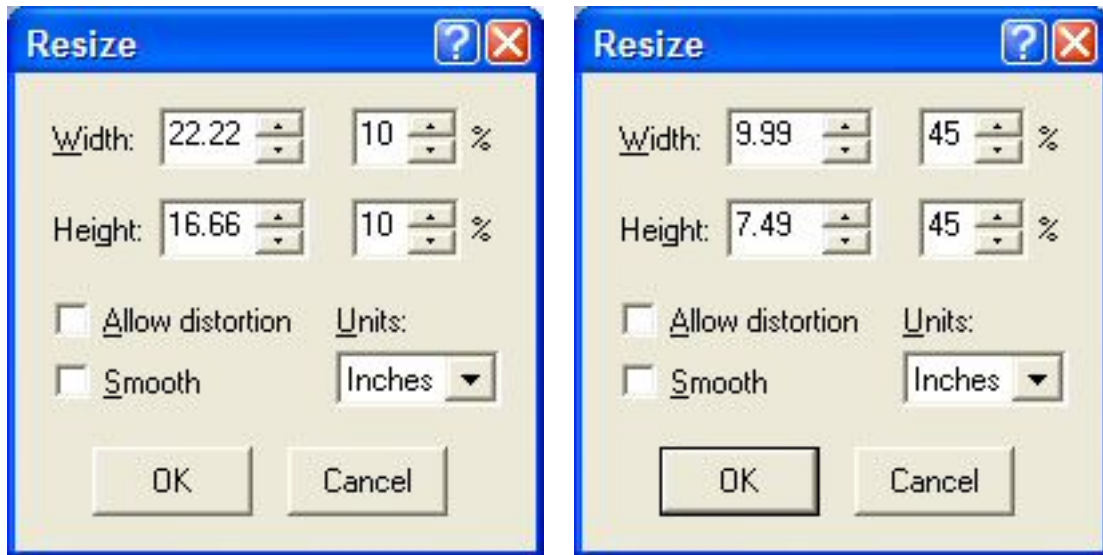 Resize
Width: 22.22 10 %
Height: 16.66 10 %
Allow distortion Units:
Smooth Inches
OK Cancel
Resize
Width: 9.99 45 %
Height: 7.49 45 %
Allow distortion Units:
Smooth Inches
OK Cancel